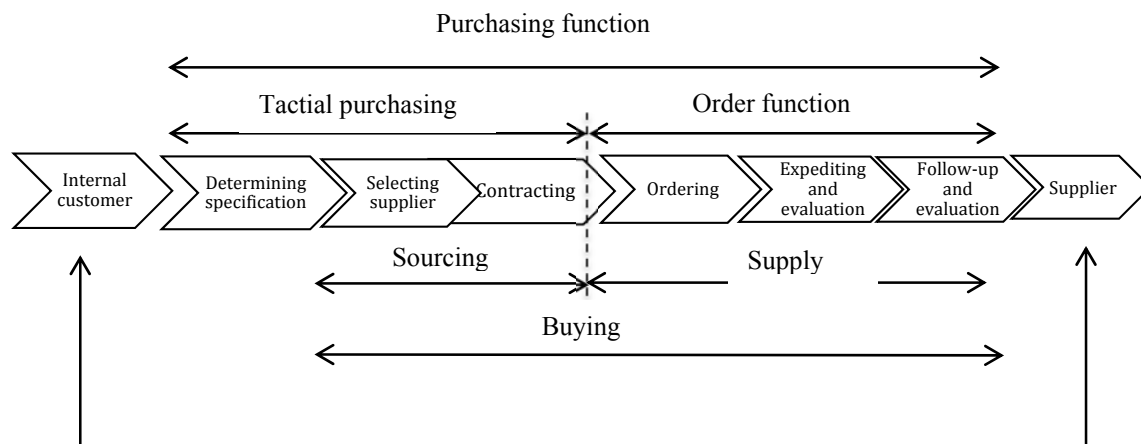 Purchasing function
Tactial purchasing
Order function
Internal
customer
Determining
specification
Selecting
supplier
Contracting
Ordering
Expediting
and
evaluation
Follow-up
and
evaluation
Supplier
Sourcing
Supply
Buying